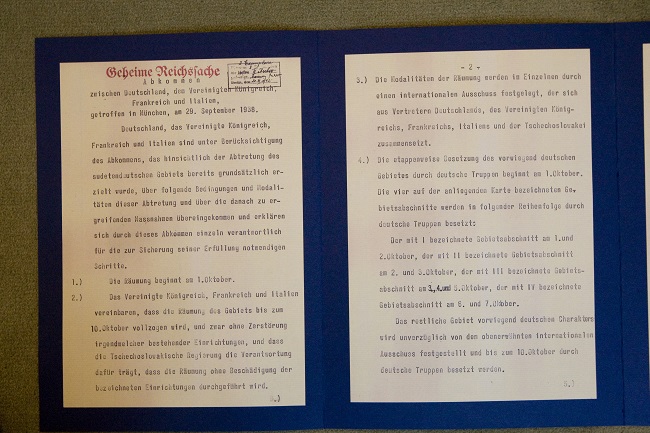 Geheime Reichssache
Abkommen
zwischen Deutschland, dem Vereinigten Königreich,
Frankreich und Italien,
getroffen in München, am 29. September 1938.
Deutschland, das Vereinigte Königreich,
Frankreich und Italien sind unter Berücksichtigung
des Abkommens, das hinsichtlich der Abtretung des
sudetendeutschen Gebiets bereits grundsätzlich er-
zielt wurde, über folgende Bedingungen und Modali-
täten dieser Abtretung und über die danach zu er-
greifenden Massnahmen übereingekommen und erklären
sich durch dieses Abkommen einzeln verantwortlich
für die zur Sicherung seiner Erfüllung notwendigen
Schritte.
1.) Die Räumung beginnt am 1.Oktober.
2.) Das Vereinigte Königreich, Frankreich und Italien
vereinbaren, dass die Räumung des Gebiets bis zum
10.Oktober vollzogen wird, und zwar ohne Zerstörung
irgendwelcher bestehender Einrichtungen, und dass
die Tschechoslowakische Regierung die Verantwortung
dafür trägt, dass die Räumung ohne Beschädigung der
bezeichneten Einrichtungen durchgeführt wird.
3.)
- 2 -
3.) Die Modalitäten der Räumung werden im Einzelnen durch
einen internationalen Ausschuss festgelegt, der sich
aus Vertretern Deutschlands, des Vereinigten König-
reichs, Frankreichs, Italiens und der Tschechoslowakei
zusammensetzt.
4.) Die etappenweise Besetzung des vorwiegend deutschen
Gebietes durch deutsche Truppen beginnt am 1.Oktober.
Die vier auf der anliegenden Karte bezeichneten Ge-
bietsabschnitte werden in folgender Reihenfolge durch
deutsche Truppen besetzt:
Der mit I bezeichnete Gebietsabschnitt am 1.und
2.Oktober, der mit II bezeichnete Gebietsabschnitt
am 2. und 3.Oktober, der mit III bezeichnete Gebiets-
abschnitt am 3.,4.und 5.Oktober, der mit IV bezeichnete
Gebietsabschnitt am 6. und 7.Oktober.
Das restliche Gebiet vorwiegend deutschen Charakters
wird unverzüglich von dem obenerwähnten internationalen
Ausschuss festgestellt und bis zum 10.Oktober durch
deutsche Truppen besetzt werden.
5.)